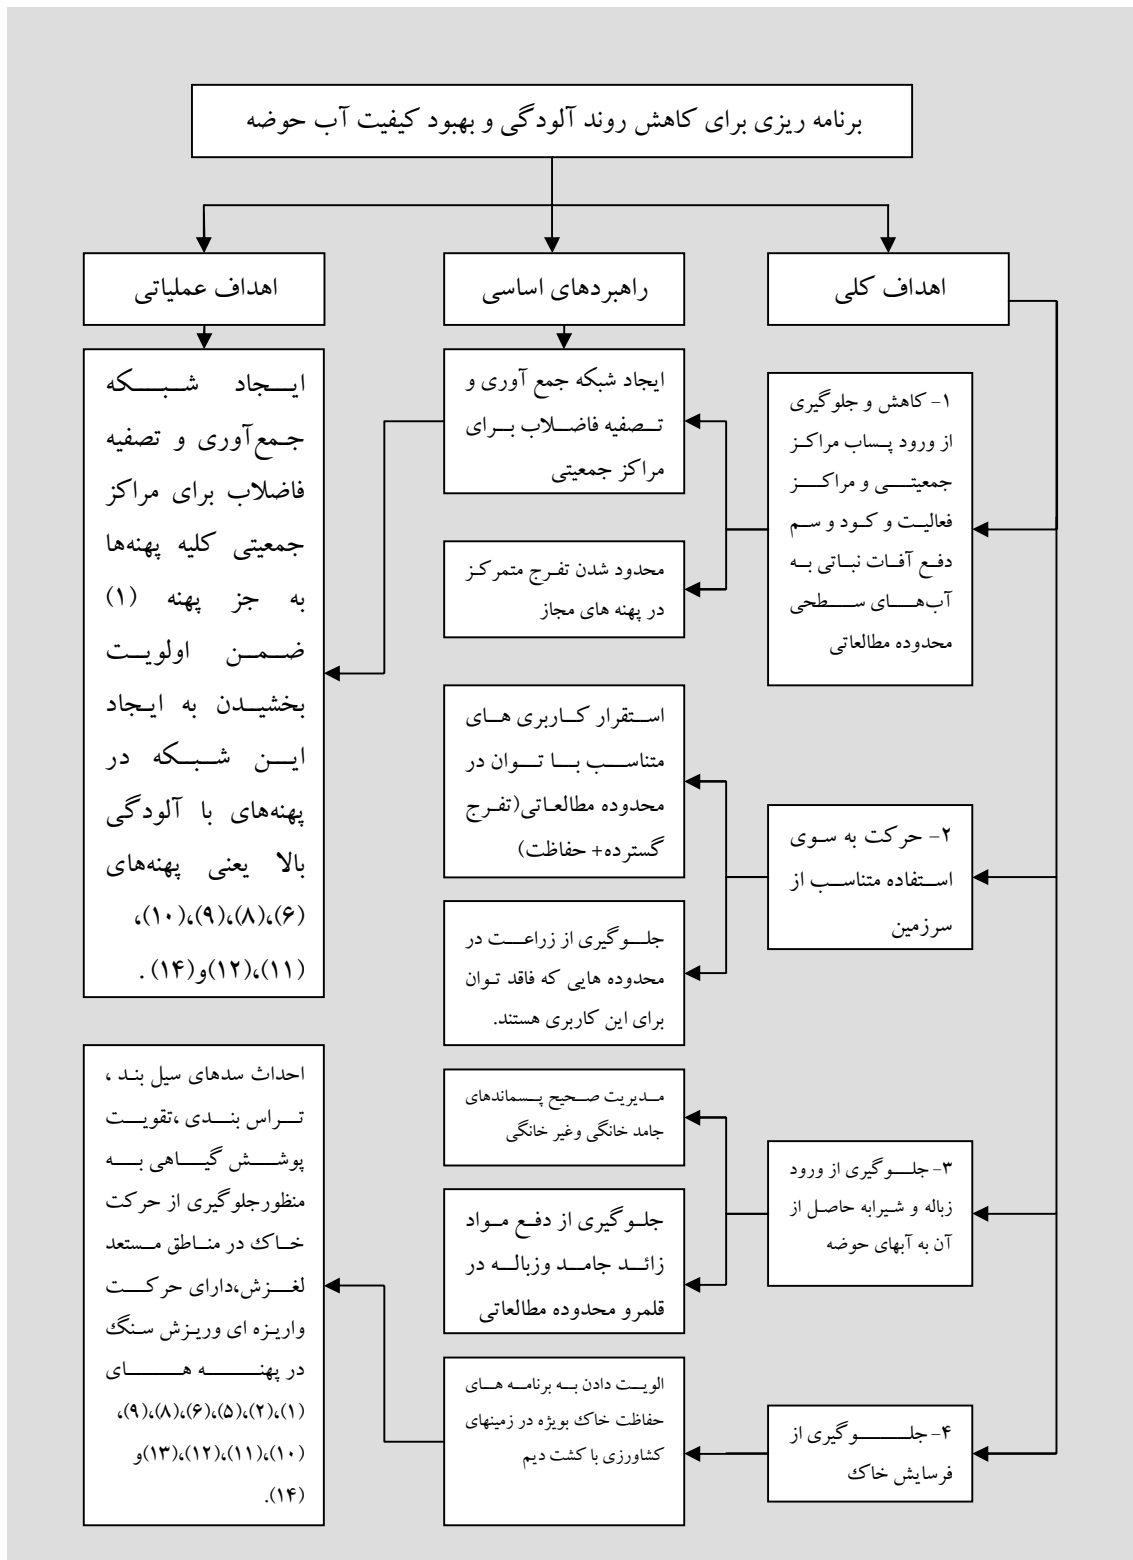 برنامه ریزی برای کاهش روند آلودگی و بهبود کیفیت آب حوضه
اهداف کلی
راهبردهای اساسی
اهداف عملیاتی
۱- کاهش و جلوگیری
از ورود پساب مراکز
جمعیتی و مراکز
فعالیت و کود و سم
دفع آفات نباتی به
آب‌های سطحی
محدوده مطالعاتی
۲- حرکت به سوی
استفاده متناسب از
سرزمین
۳- جلوگیری از ورود
زباله و شیرابه حاصل از
آن به آبهای حوضه
۴- جلوگیری از
فرسایش خاک
ایجاد شبکه جمع آوری و
تصفیه فاضلاب برای
مراکز جمعیتی
محدود شدن تفرج متمرکز
در پهنه های مجاز
استقرار کاربری های
متناسب با توان در
محدوده مطالعاتی(تفرج
گسترده+ حفاظت)
جلوگیری از زراعت در
محدوده هایی که فاقد توان
برای این کاربری هستند.
مدیریت صحیح پسماندهای
جامد خانگی وغیر خانگی
جلوگیری از دفع مواد
زائد جامد وزباله در
قلمرو محدوده مطالعاتی
الویت دادن به برنامه های
حفاظت خاک بویژه در زمینهای
کشاورزی با کشت دیم
ایجاد شبکه
جمع‌آوری و تصفیه
فاضلاب برای مراکز
جمعیتی کلیه پهنه‌ها
به جز پهنه (۱)
ضمن اولویت
بخشیدن به ایجاد
این شبکه در
پهنه‌های با آلودگی
بالا یعنی پهنه‌های
(۶)،(۸)،(۹)،(۱۰)،
(۱۱)،(۱۲)و(۱۴) .
احداث سدهای سیل بند ،
تراس بندی ،تقویت
پوشش گیاهی به
منظورجلوگیری از حرکت
خاک در مناطق مستعد
لغزش،دارای حرکت
واریزه ای وریزش سنگ
در پهنه های
(۱)،(۲)،(۵)،(۶)،(۸)،(۹)،
(۱۰)،(۱۱)،(۱۲)،(۱۳)و
(۱۴).